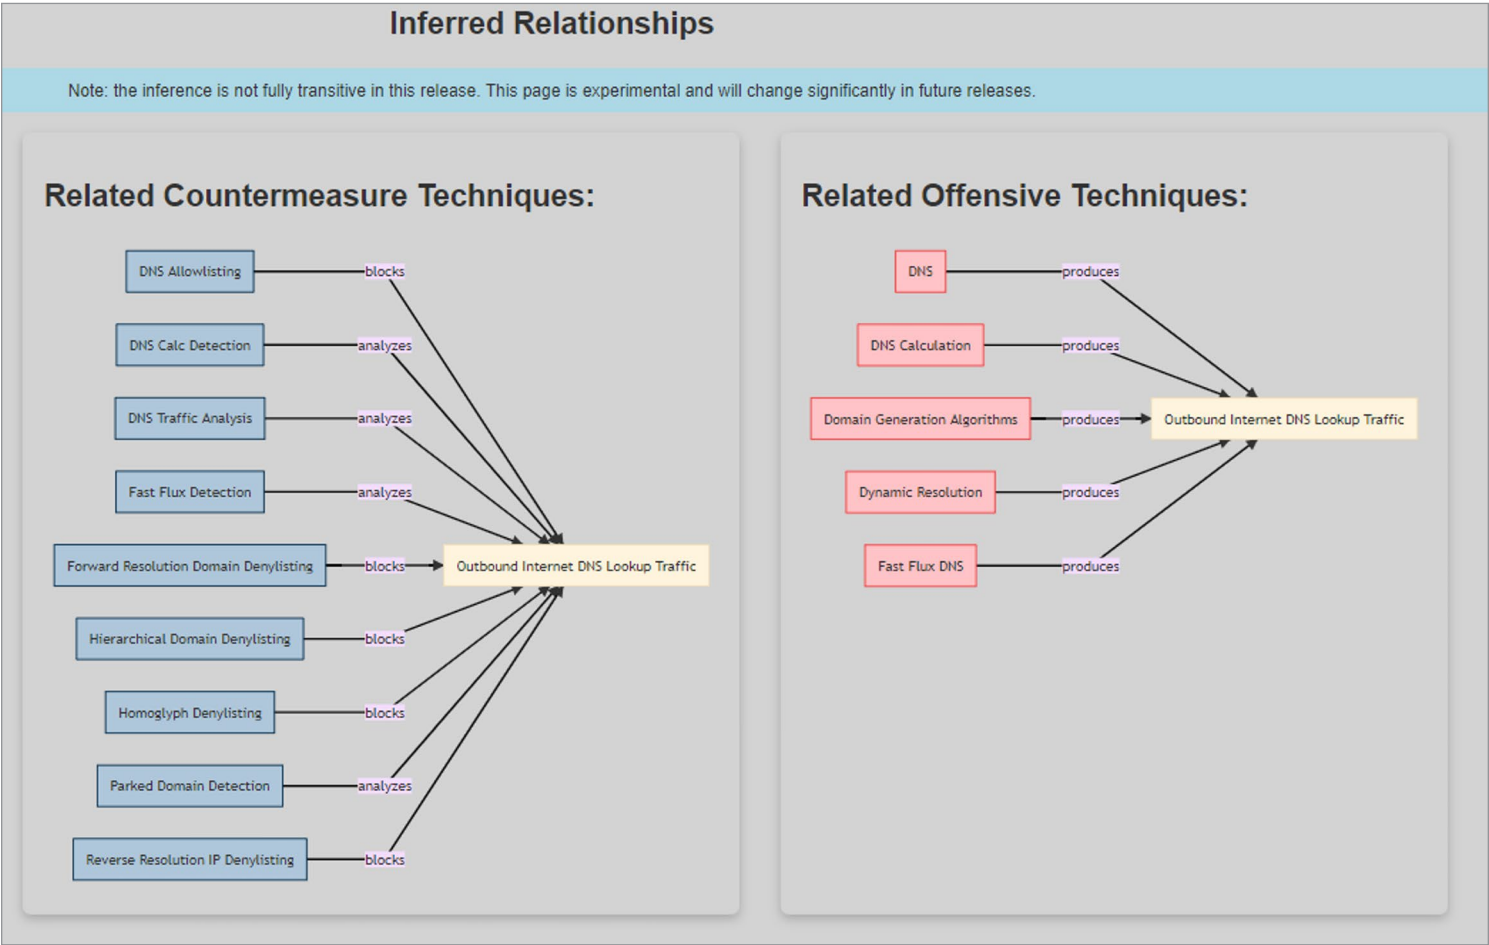 Inferred Relationships
Note: the inference is not fully transitive in this release. This page is experimental and will change significantly in future releases.
Related Countermeasure Techniques:
DNS Allowlisting
blocks
DNS Calc Detection
analyzes
DNS Traffic Analysis
analyzes
Fast Flux Detection
analyzes
Forward Resolution Domain Denylisting
blocks
Outbound Internet DNS Lookup Traffic
Hierarchical Domain Denylisting
blocks
Homoglyph Denylisting
blocks
Parked Domain Detection
analyzes
Reverse Resolution IP Denylisting
blocks
Related Offensive Techniques:
DNS
produces
DNS Calculation
produces
Domain Generation Algorithms
produces
Outbound Internet DNS Lookup Traffic
Dynamic Resolution
produces
Fast Flux DNS
produces